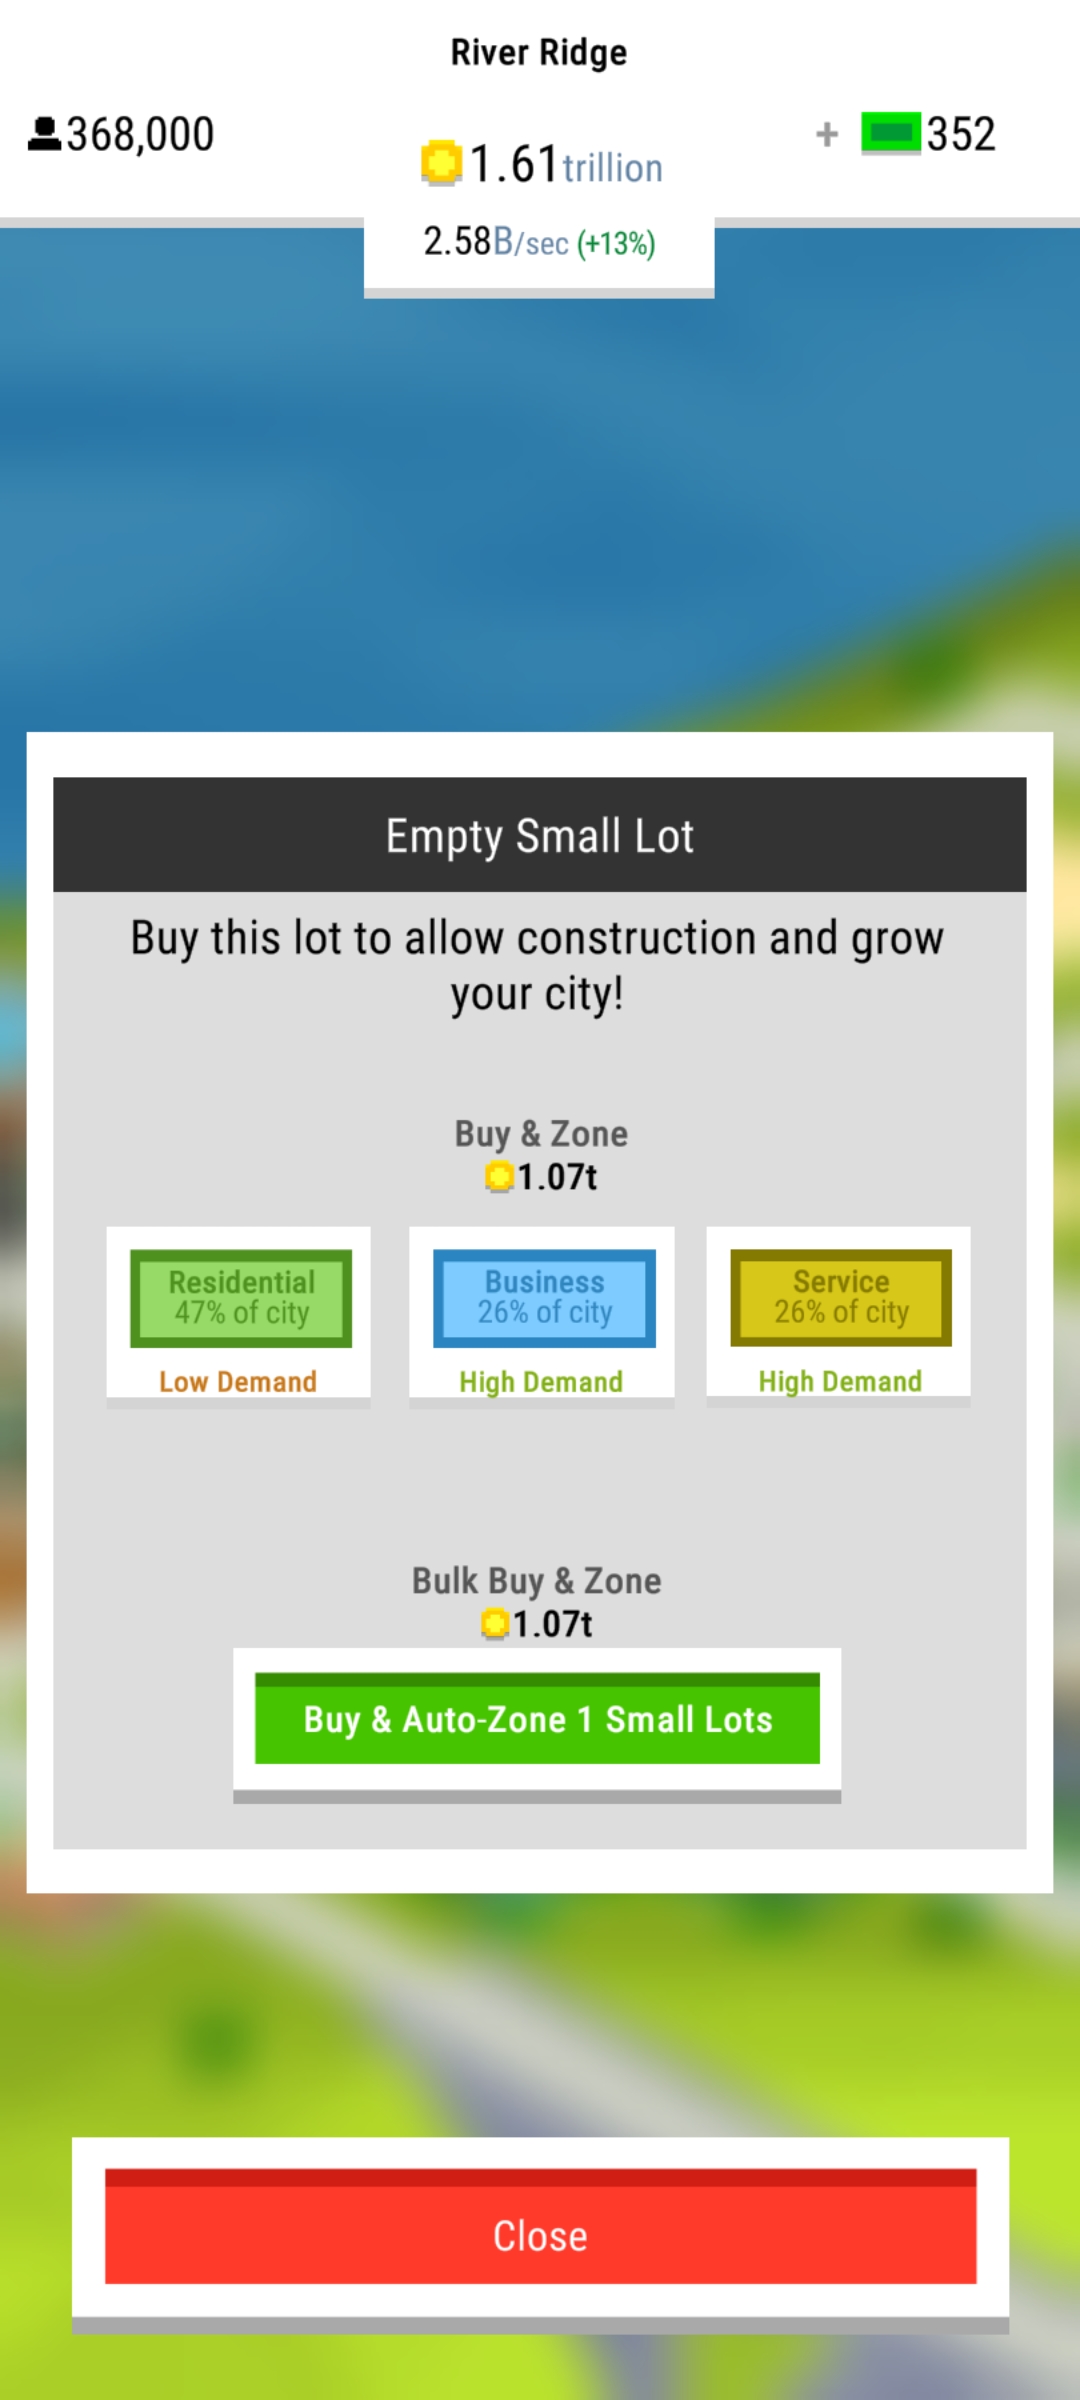 River Ridge
368,000
1.61trillion
+ 352
2.58B/sec (+13%)
Empty Small Lot
Buy this lot to allow construction and grow
your city!
Buy & Zone
1.07t
Residential
47% of city
Low Demand
Business
26% of city
High Demand
Service
26% of city
High Demand
Bulk Buy & Zone
1.07t
Buy & Auto-Zone 1 Small Lots
Close